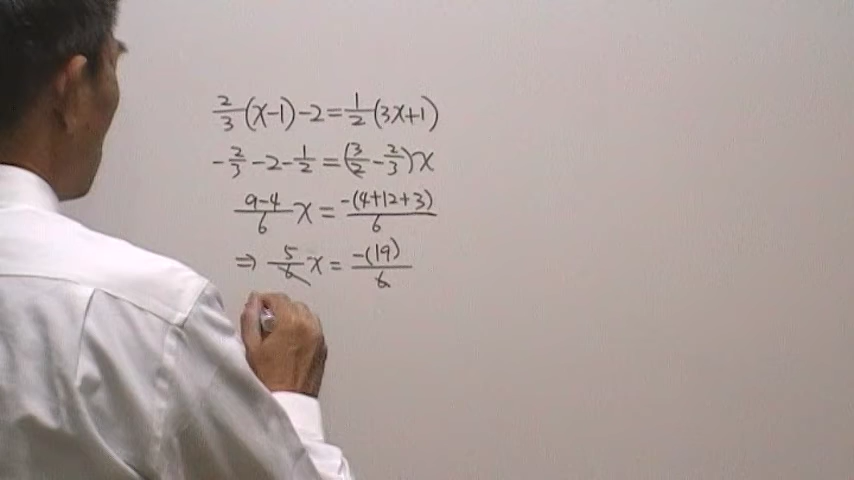 2/3(x-1)-2=1/2(3x+1)
-2/3-2-1/2=(3/2-2/3)x
9-4/6 x=-(4+12+3)/6
⇒ 5/6 x=-(19)/6